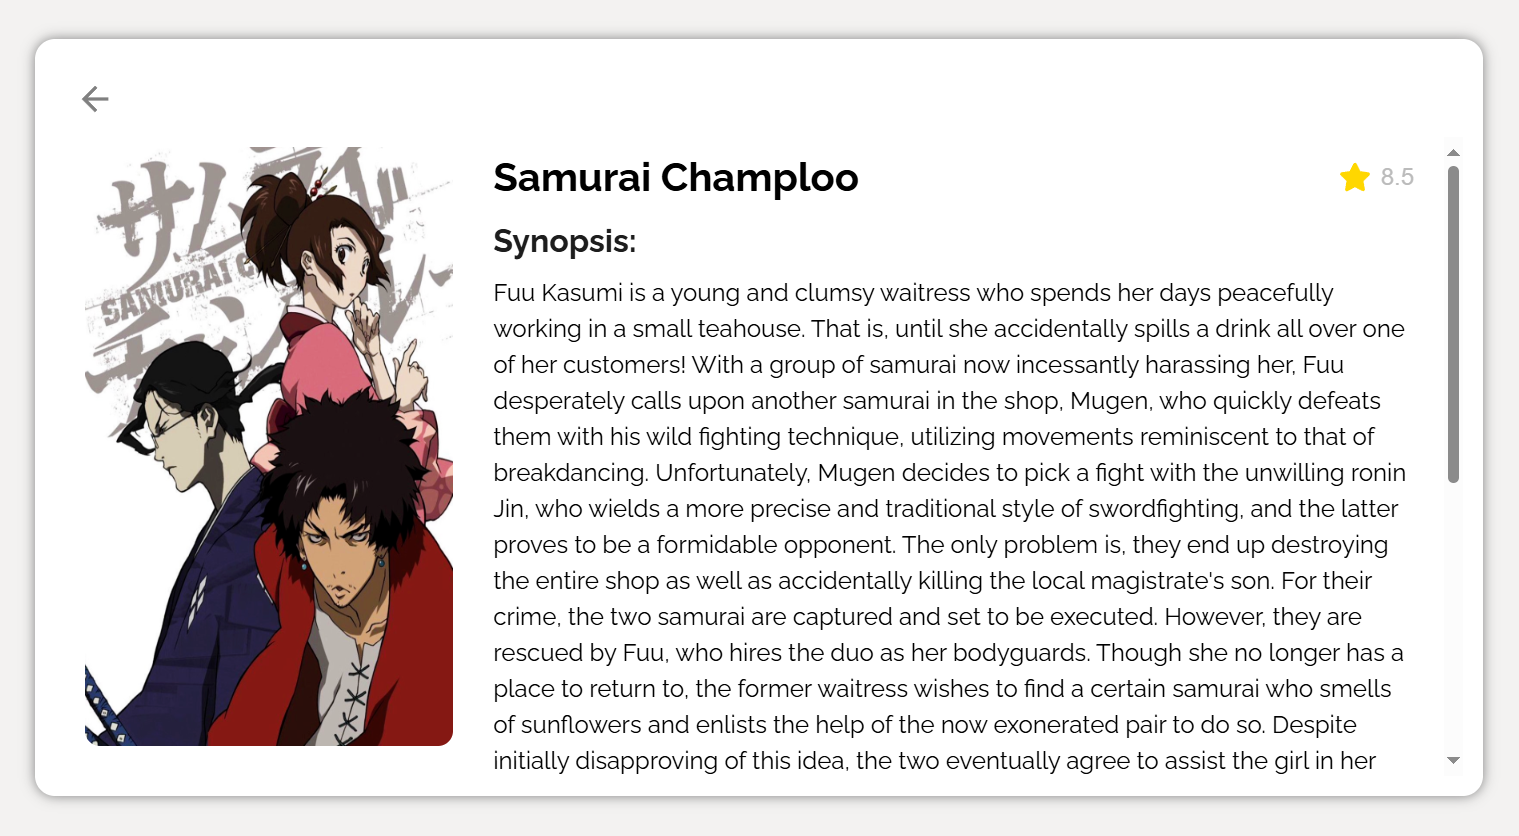 Samurai Champloo
8.5
Synopsis:
Fuu Kasumi is a young and clumsy waitress who spends her days peacefully
working in a small teahouse. That is, until she accidentally spills a drink all over one
of her customers! With a group of samurai now incessantly harassing her, Fuu
desperately calls upon another samurai in the shop, Mugen, who quickly defeats
them with his wild fighting technique, utilizing movements reminiscent to that of
breakdancing. Unfortunately, Mugen decides to pick a fight with the unwilling ronin
Jin, who wields a more precise and traditional style of swordfighting, and the latter
proves to be a formidable opponent. The only problem is, they end up destroying
the entire shop as well as accidentally killing the local magistrate's son. For their
crime, the two samurai are captured and set to be executed. However, they are
rescued by Fuu, who hires the duo as her bodyguards. Though she no longer has a
place to return to, the former waitress wishes to find a certain samurai who smells
of sunflowers and enlists the help of the now exonerated pair to do so. Despite
initially disapproving of this idea, the two eventually agree to assist the girl in her
サムライ
SAMURAI C